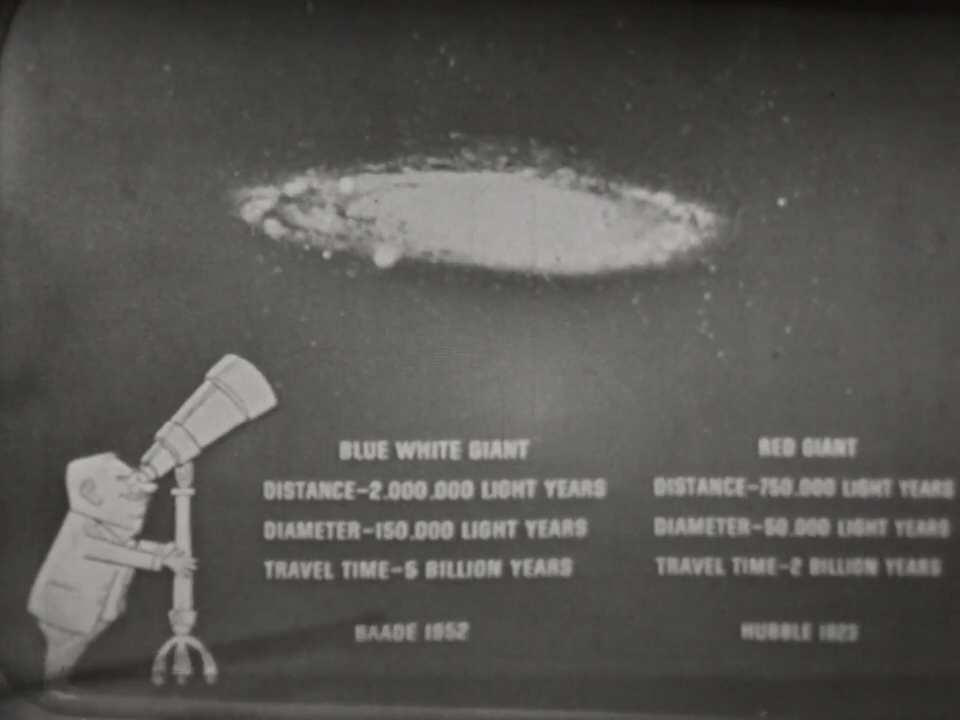 BLUE WHITE GIANT
DISTANCE-2.000.000 LIGHT YEARS
DIAMETER-150.000 LIGHT YEARS
TRAVEL TIME-5 BILLION YEARS
BAADE 1952
RED GIANT
DISTANCE-750.000 LIGHT YEARS
DIAMETER-50.000 LIGHT YEARS
TRAVEL TIME-2 BILLION YEARS
HUBBLE 1923